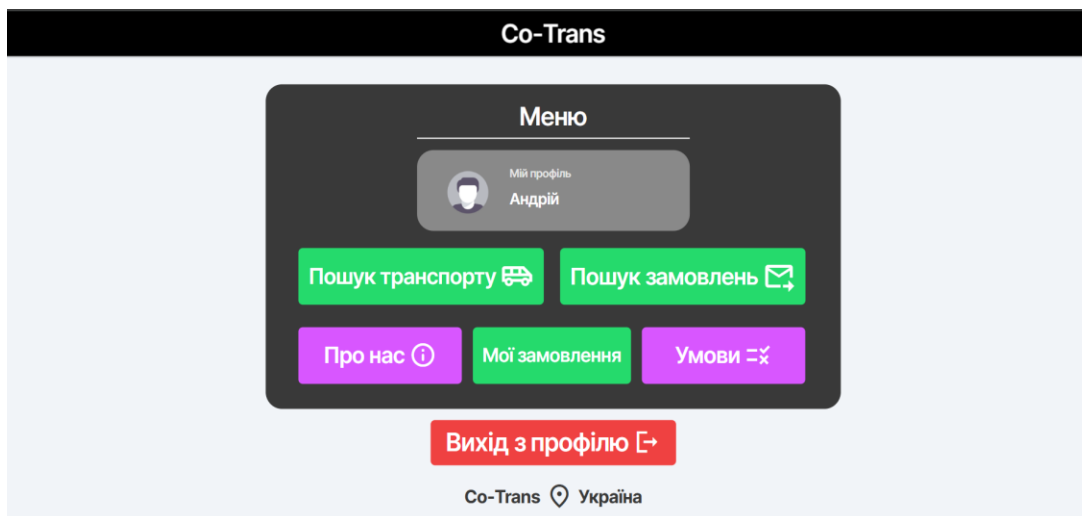 Co-Trans
Меню
Мій профіль
Андрій
Пошук транспорту
Пошук замовлень
Про нас
Мої замовлення
Умови
Вихід з профілю
Co-Trans Україна